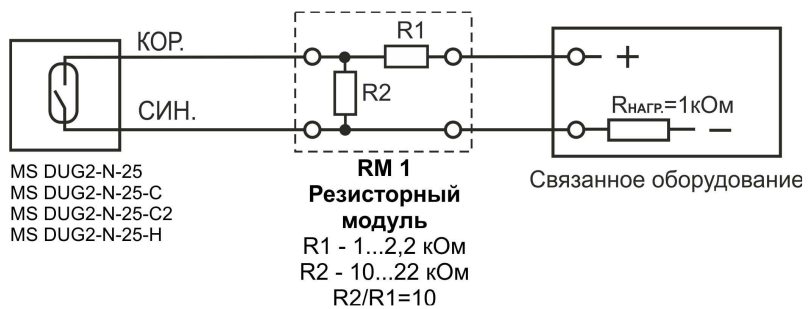 КОР.
СИН.
R1
R2
+
Rнагр.=1кОм
−
MS DUG2-N-25
MS DUG2-N-25-C
MS DUG2-N-25-C2
MS DUG2-N-25-H
RM 1
Резисторный
модуль
R1 - 1...2,2 кОм
R2 - 10...22 кОм
R2/R1=10
Связанное оборудование